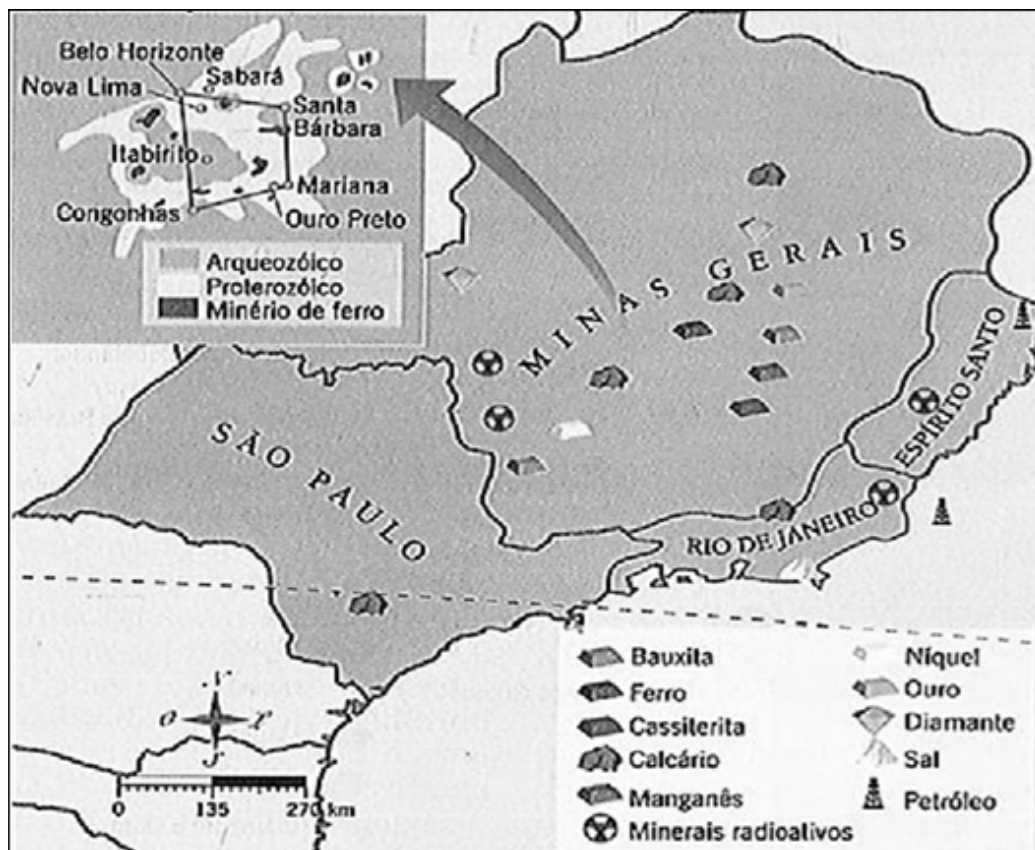 Belo Horizonte
Sabará
Nova Lima
Santa
Bárbara
Itabirito
Mariana
Congonhas
Ouro Preto
Arqueozóico
Proterozóico
Minério de ferro
MINAS GERAIS
ESPÍRITO SANTO
SÃO PAULO
RIO DE JANEIRO
N
O
S
0 135 270 km
Bauxita
Ferro
Cassiterita
Calcário
Manganês
Minerais radioativos
Níquel
Ouro
Diamante
Sal
Petróleo